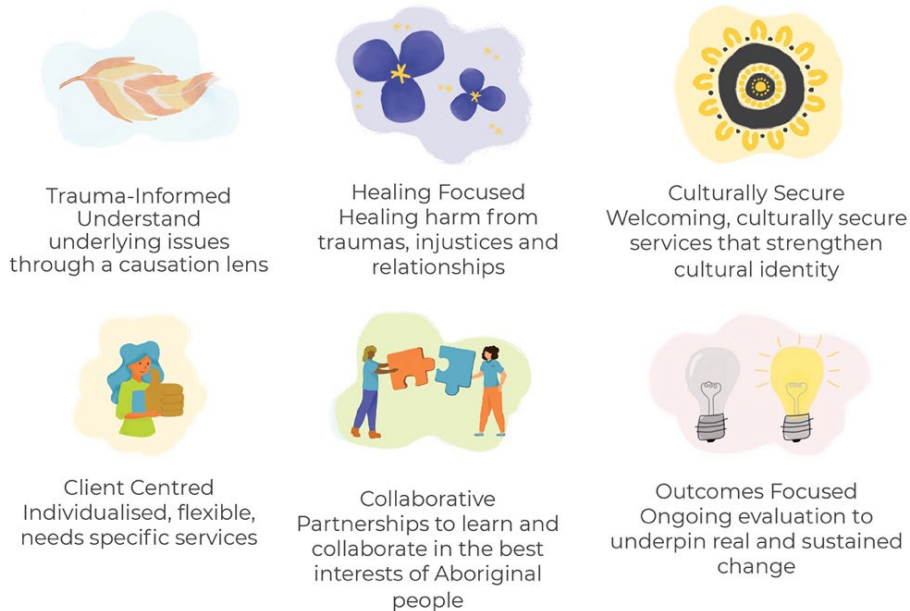 Trauma-Informed
Understand
underlying issues
through a causation lens
Healing Focused
Healing harm from
traumas, injustices and
relationships
Culturally Secure
Welcoming, culturally secure
services that strengthen
cultural identity
Client Centred
Individualised, flexible,
needs specific services
Collaborative
Partnerships to learn and
collaborate in the best
interests of Aboriginal
people
Outcomes Focused
Ongoing evaluation to
underpin real and sustained
change